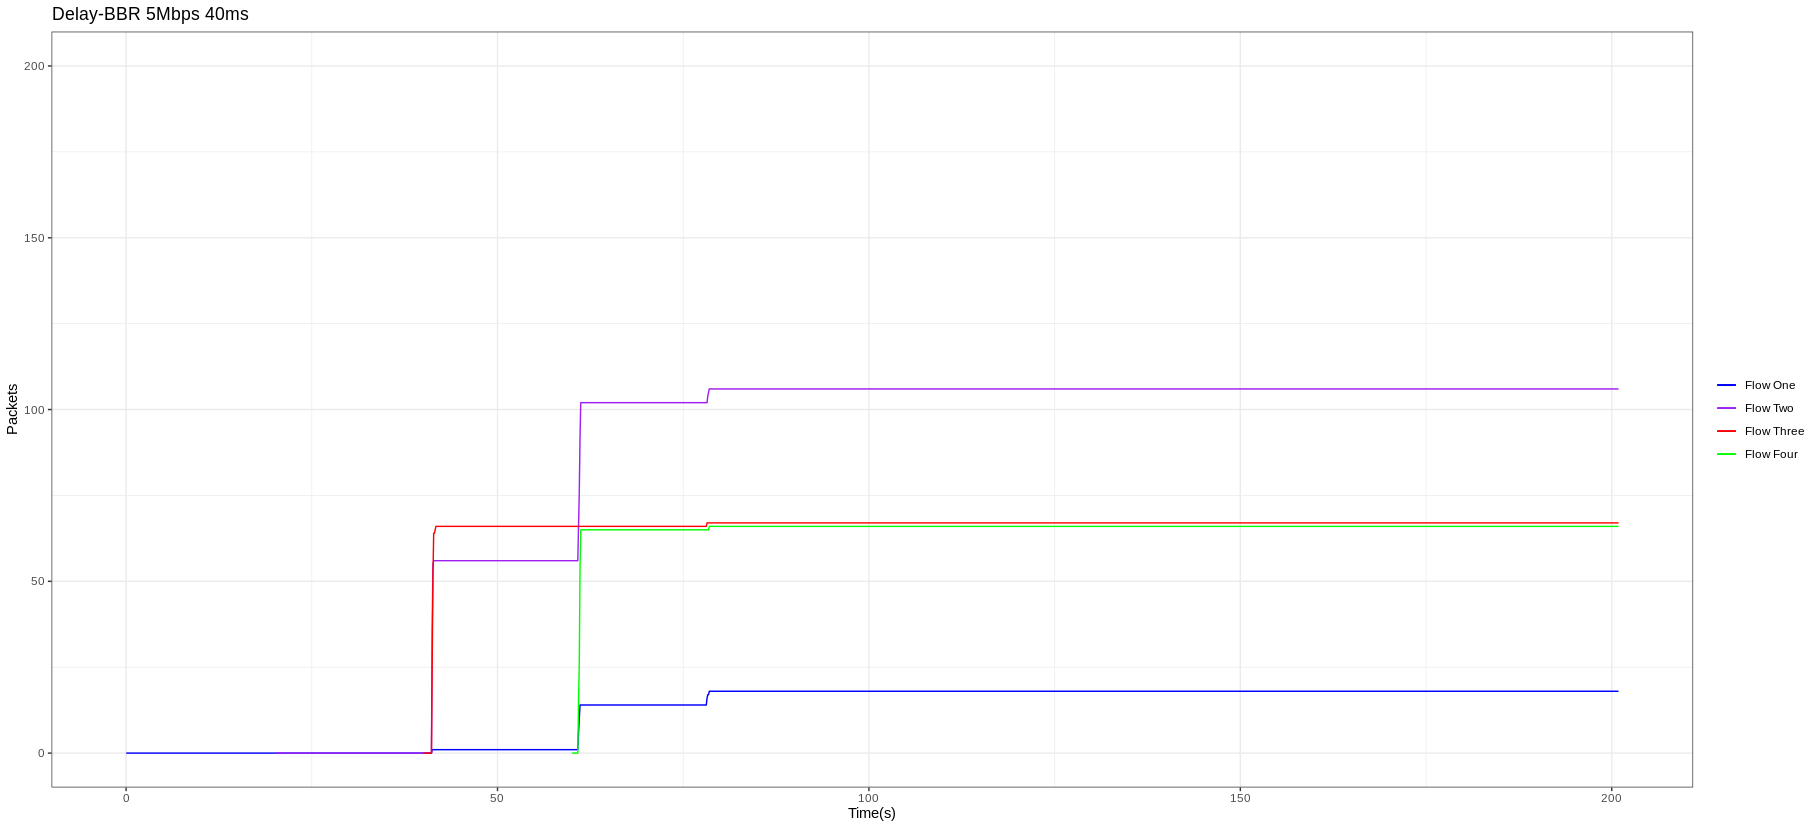 Delay-BBR 5Mbps 40ms
200
150
100
50
0
Packets
0 50 100 150 200
Time(s)
Flow One
Flow Two
Flow Three
Flow Four